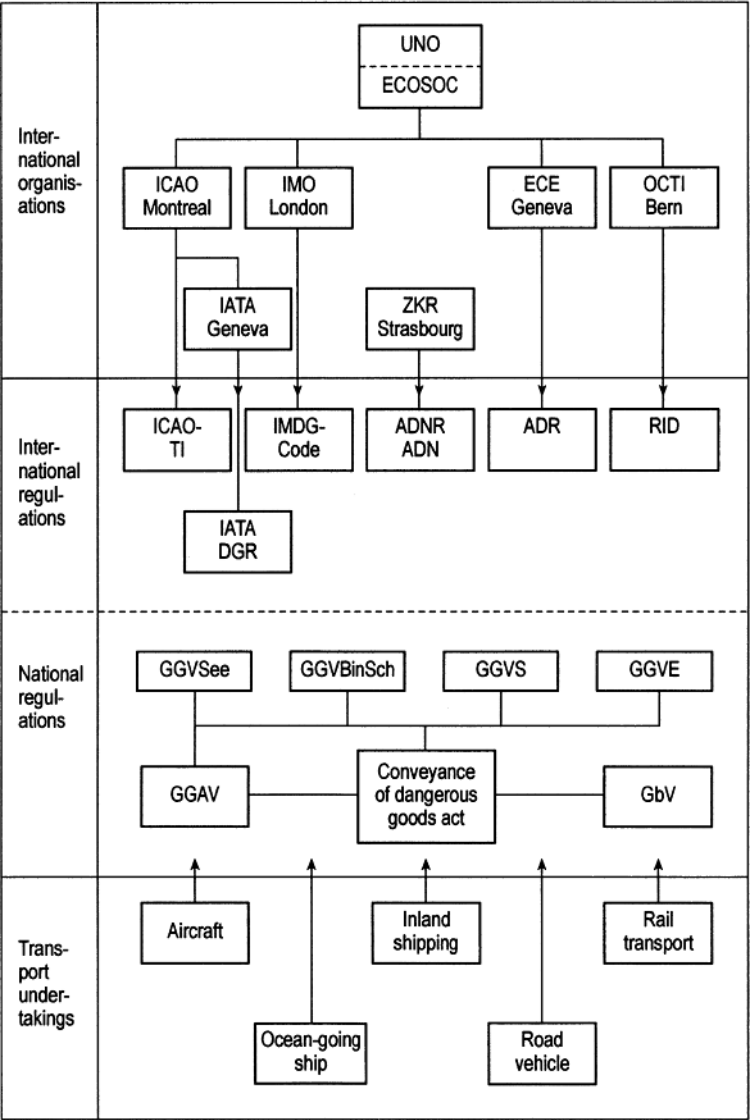 UNO
ECOSOC
Inter-
national
organis-
ations
ICAO
Montreal
IMO
London
ECE
Geneva
OCTI
Bern
IATA
Geneva
ZKR
Strasbourg
Inter-
national
regul-
ations
ICAO-
TI
IMDG-
Code
ADNR
ADN
ADR
RID
IATA
DGR
National
regul-
ations
GGVSee
GGVBinSch
GGVS
GGVE
GGAV
Conveyance
of dangerous
goods act
GbV
Trans-
port
under-
takings
Aircraft
Inland
shipping
Rail
transport
Ocean-going
ship
Road
vehicle